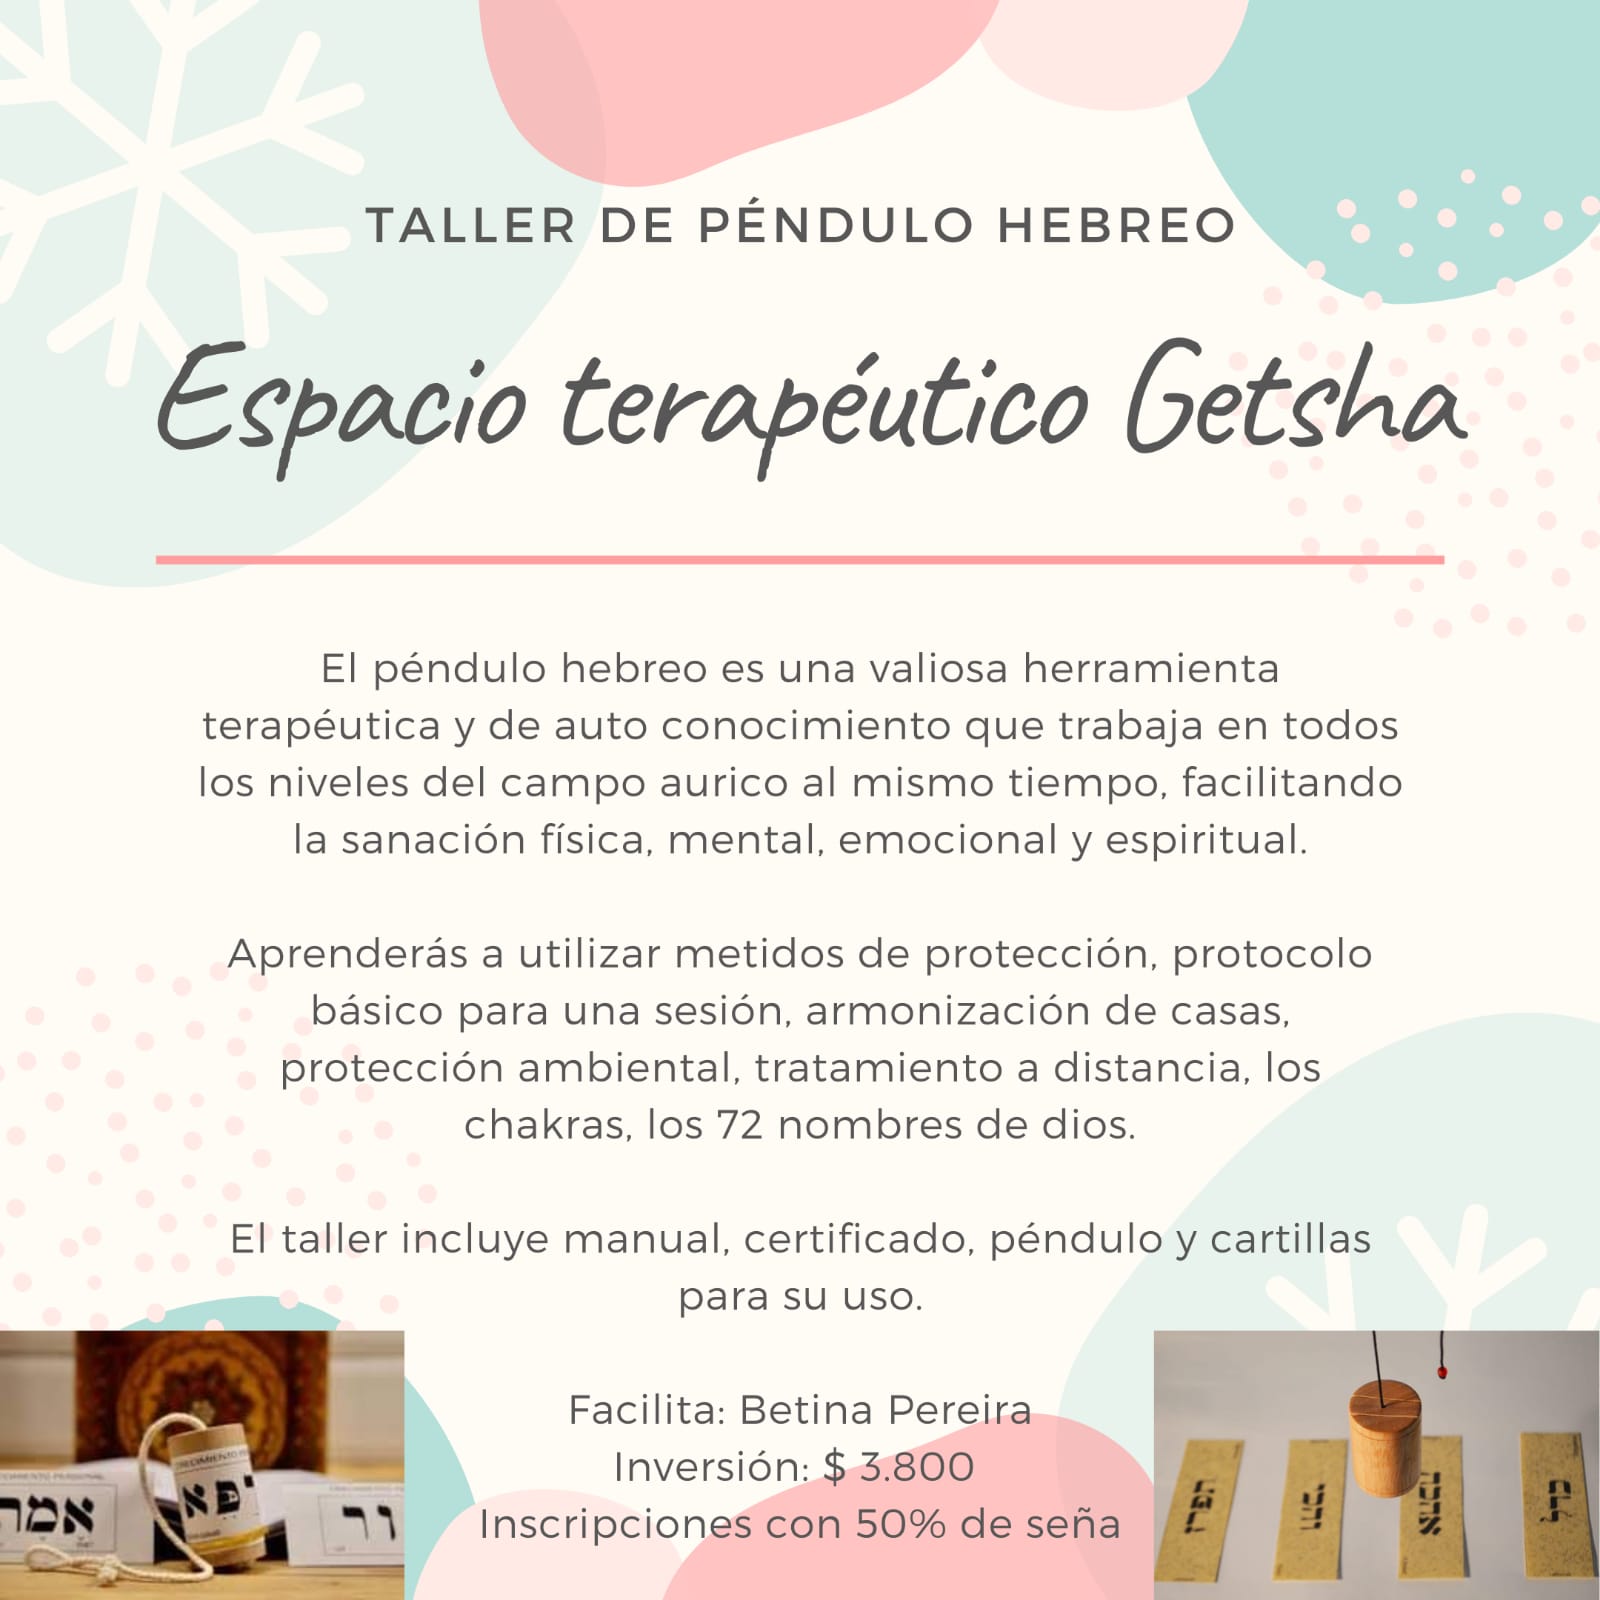 TALLER DE PÉNDULO HEBREO
Espacio terapéutico Getsha
El péndulo hebreo es una valiosa herramienta
terapéutica y de auto conocimiento que trabaja en todos
los niveles del campo aurico al mismo tiempo, facilitando
la sanación física, mental, emocional y espiritual.
Aprenderás a utilizar metidos de protección, protocolo
básico para una sesión, armonización de casas,
protección ambiental, tratamiento a distancia, los
chakras, los 72 nombres de dios.
El taller incluye manual, certificado, péndulo y cartillas
para su uso.
Facilita: Betina Pereira
Inversión: $ 3.800
Inscripciones con 50% de seña